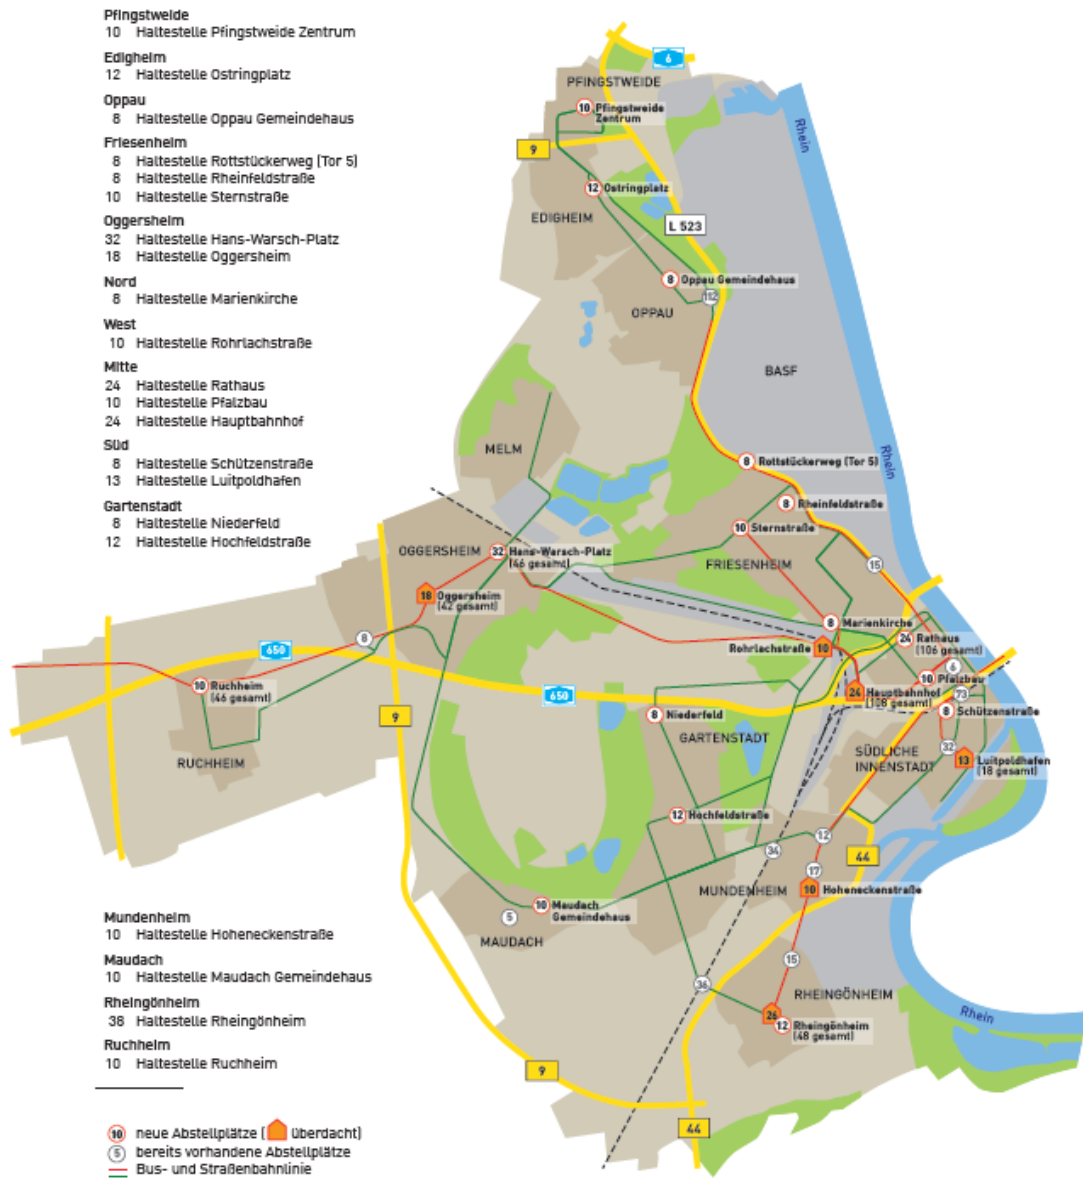 Pfingstweide
10 Haltestelle Pfingstweide Zentrum
Edigheim
12 Haltestelle Ostringplatz
Oppau
8 Haltestelle Oppau Gemeindehaus
Friesenheim
8 Haltestelle Rottstückerweg (Tor 5)
8 Haltestelle Rheinfeldstraße
10 Haltestelle Sternstraße
Oggersheim
32 Haltestelle Hans-Warsch-Platz
18 Haltestelle Oggersheim
Nord
8 Haltestelle Marienkirche
West
10 Haltestelle Rohrlachstraße
Mitte
24 Haltestelle Rathaus
10 Haltestelle Pfalzbau
24 Haltestelle Hauptbahnhof
Süd
8 Haltestelle Schützenstraße
13 Haltestelle Luitpoldhafen
Gartenstadt
8 Haltestelle Niederfeld
12 Haltestelle Hochfeldstraße
Mundenheim
10 Haltestelle Hoheneckenstraße
Maudach
10 Haltestelle Maudach Gemeindehaus
Rheingönheim
38 Haltestelle Rheingönheim
Ruchheim
10 Haltestelle Ruchheim
10 neue Abstellplätze ( überdacht)
5 bereits vorhandene Abstellplätze
Bus- und Straßenbahnlinie
6
PFINGSTWEIDE
10 Pfingstweide
Zentrum
Rhein
9
12 Ostringplatz
EDIGHEIM
L 523
8 Oppau Gemeindehaus
112
OPPAU
BASF
MELM
Rhein
8 Rottstückerweg (Tor 5)
8 Rheinfeldstraße
10 Sternstraße
OGGERSHEIM
32 Hans-Warsch-Platz
(46 gesamt)
FRIESENHEIM
15
18 Oggersheim
(42 gesamt)
8 Marienkirche
8
24 Rathaus
(106 gesamt)
650
Rohrlachstraße 10
6
10 Ruchheim
(46 gesamt)
650
10 Pfalzbau
24 Hauptbahnhof
(108 gesamt)
73
9
8 Niederfeld
8 Schützenstraße
GARTENSTADT
RUCHHEIM
SÜDLICHE
INNENSTADT
32
13 Luitpoldhafen
(18 gesamt)
12 Hochfeldstraße
12
34
44
17
MUNDENHEIM
10 Hoheneckenstraße
10 Maudach
Gemeindehaus
5
MAUDACH
15
36
RHEINGÖNHEIM
26
12 Rheingönheim
(48 gesamt)
Rhein
9
44